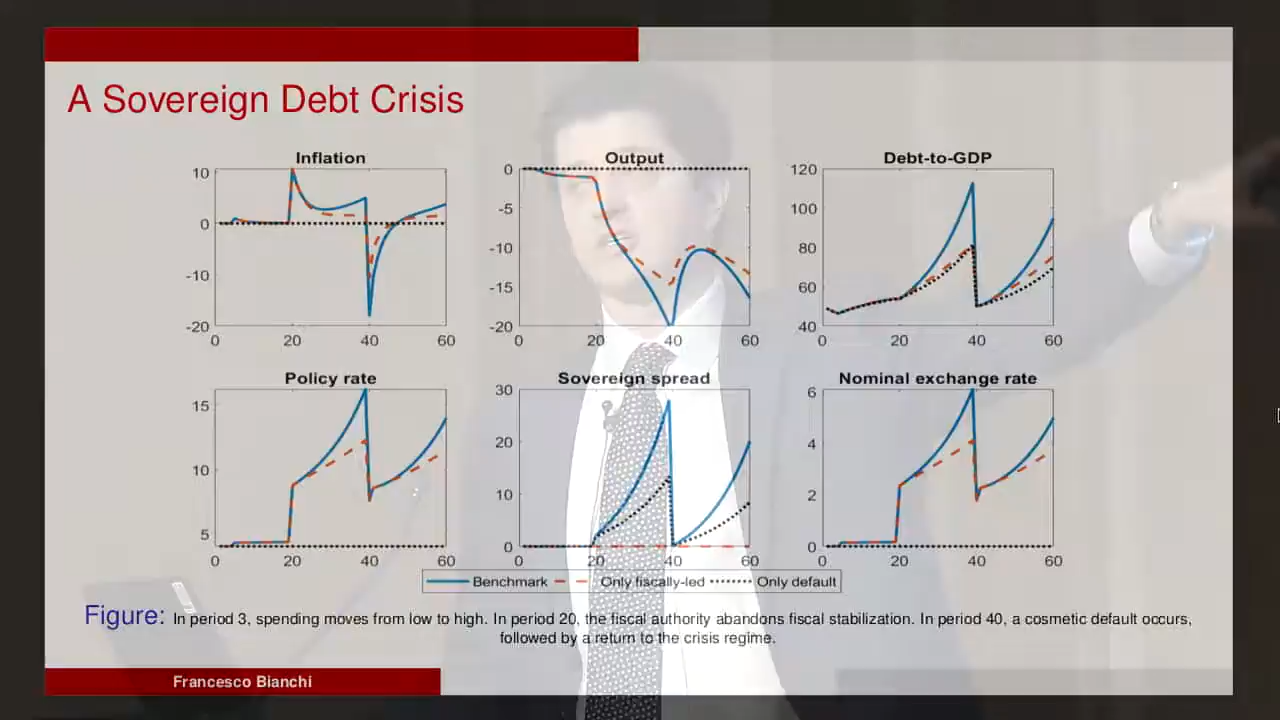 A Sovereign Debt Crisis
Inflation
10
0
-10
-20
0 20 40 60
Output
0
-5
-10
-15
-20
0 20 40 60
Debt-to-GDP
120
100
80
60
40
0 20 40 60
Policy rate
15
10
5
0 20 40 60
Sovereign spread
30
20
10
0
0 20 40 60
Nominal exchange rate
6
4
2
0
0 20 40 60
Benchmark Only fiscally-led Only default
Figure: In period 3, spending moves from low to high. In period 20, the fiscal authority abandons fiscal stabilization. In period 40, a cosmetic default occurs,
followed by a return to the crisis regime.
Francesco Bianchi